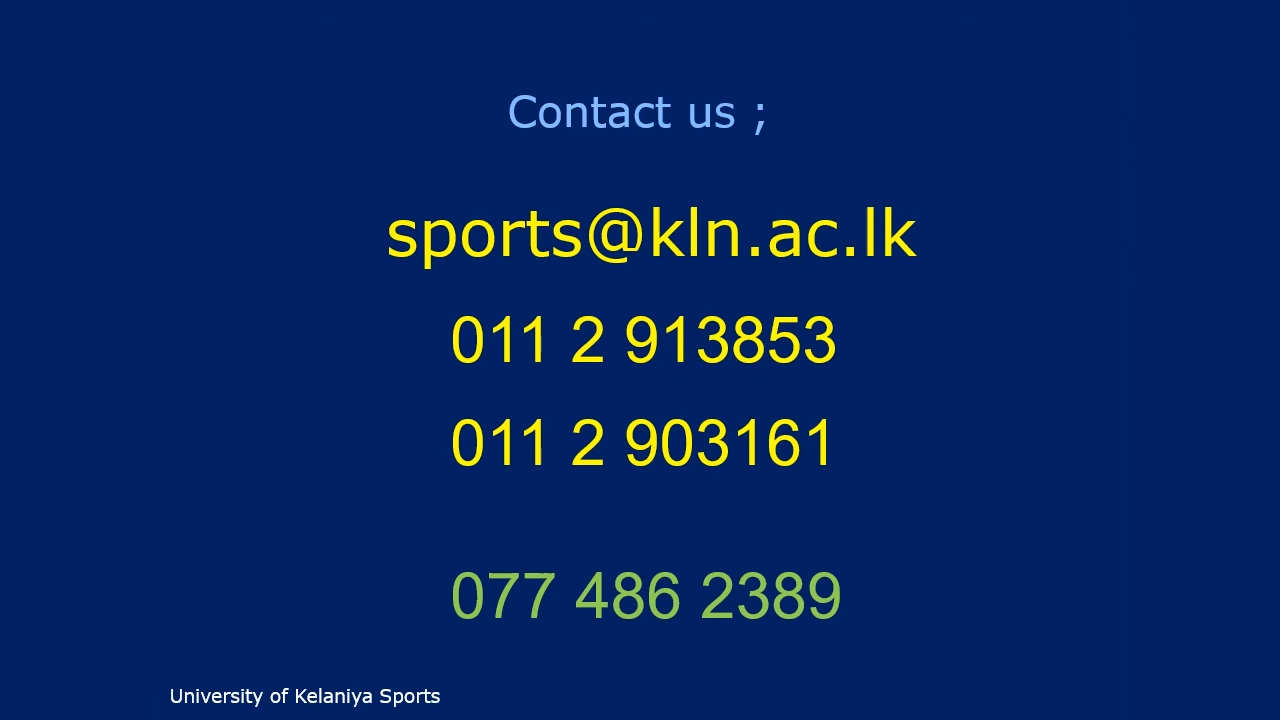 Contact us ;
sports@kln.ac.lk
011 2 913853
011 2 903161
077 486 2389
University of Kelaniya Sports